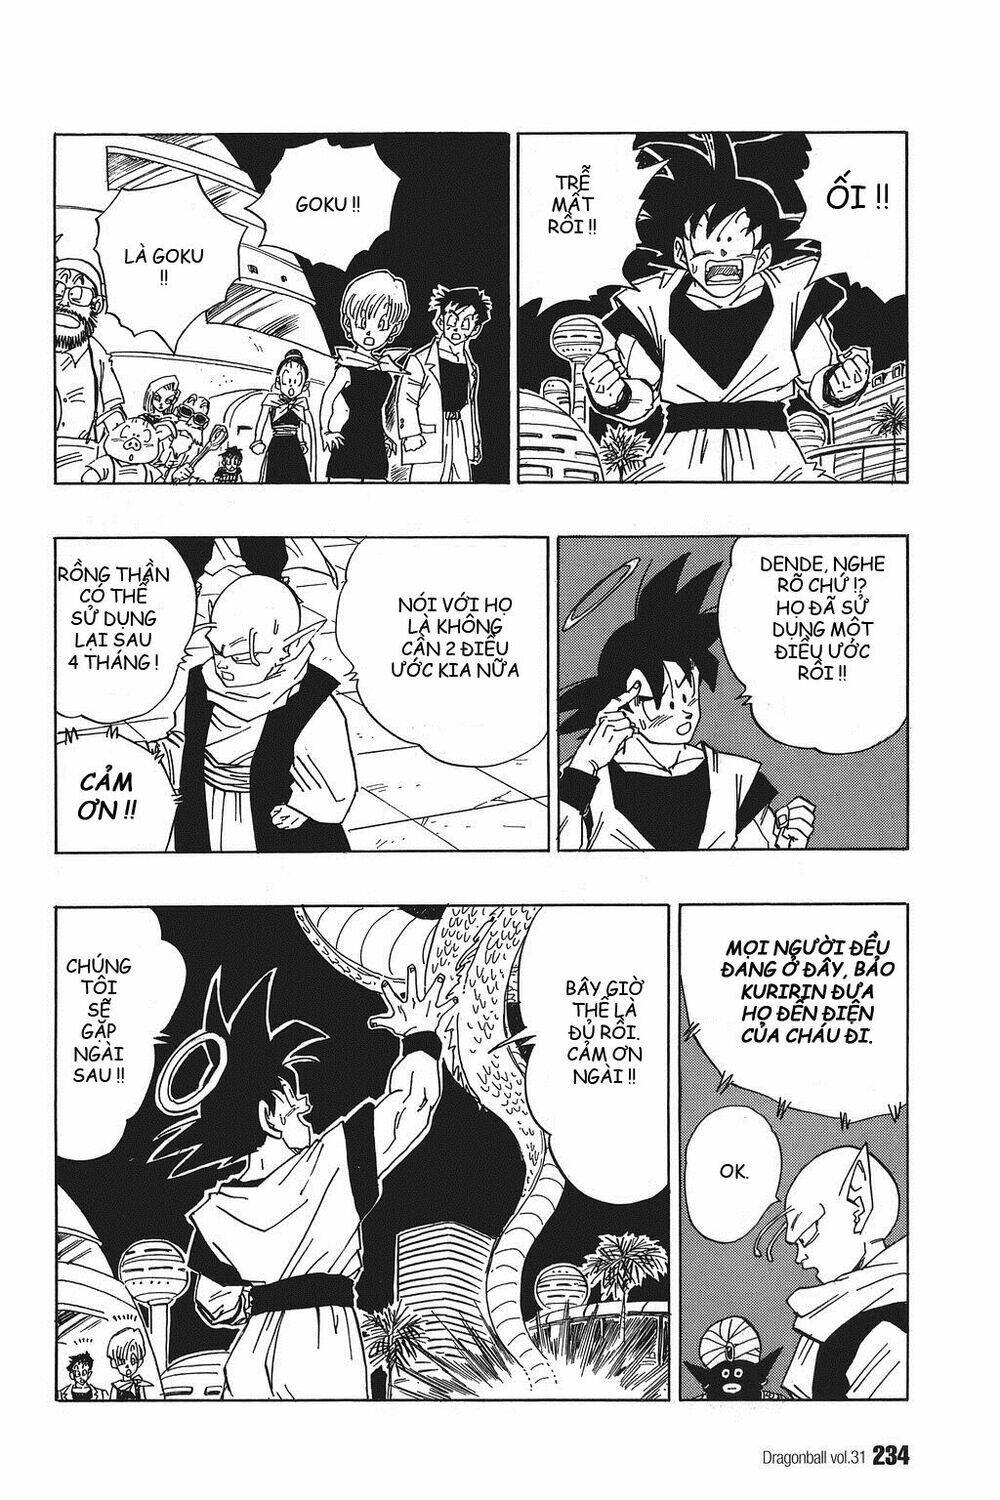 ỐI !!
TRỄ
MẤT
RỒI !!
GOKU !!
LÀ GOKU
!!
DENDE, NGHE
RÕ CHỨ !?
HỌ ĐÃ SỬ
DỤNG MỘT
ĐIỀU ƯỚC
RỒI !!
NÓI VỚI HỌ
LÀ KHÔNG
CẦN 2 ĐIỀU
ƯỚC KIA NỮA
RỒNG THẦN
CÓ THỂ
SỬ DỤNG
LẠI SAU
4 THÁNG !
CẢM
ƠN !!
MỌI NGƯỜI ĐỀU
ĐANG Ở ĐÂY, BẢO
KURIRIN ĐƯA
HỌ ĐẾN ĐIỆN
CỦA CHÁU ĐI.
OK.
BÂY GIỜ
THẾ LÀ
ĐỦ RỒI.
CẢM ƠN
NGÀI !!
CHÚNG
TÔI
SẼ
GẶP
NGÀI
SAU !!
Dragonball vol.31 234